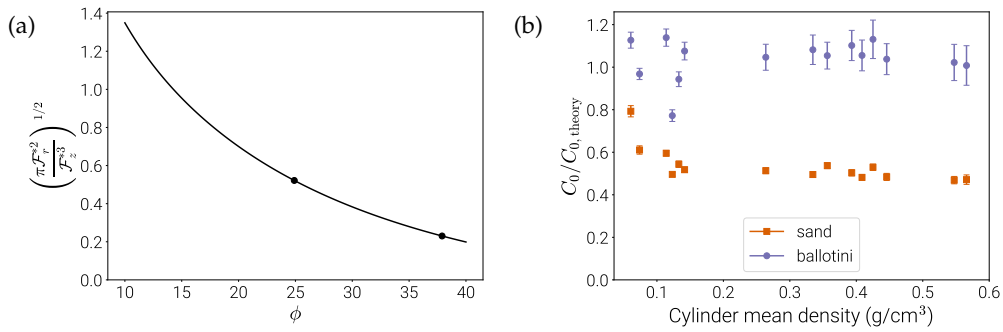 (a)
1.4
1.2
1.0
0.8
0.6
0.4
0.2
0.0
(πℱ*²ᵣ / ℱ*³_z)^1/2
10 15 20 25 30 35 40
ϕ
(b)
1.2
1.0
0.8
0.6
0.4
0.2
0.0
C₀/C₀,theory
sand
ballotini
0.1 0.2 0.3 0.4 0.5 0.6
Cylinder mean density (g/cm³)